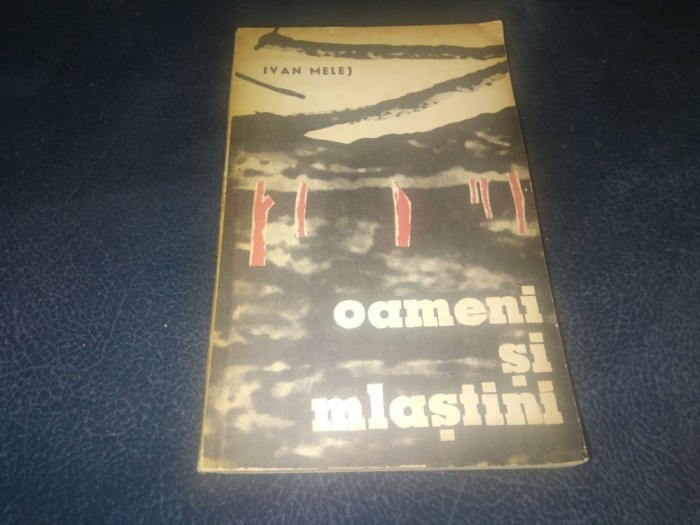 IVAN MELEJ
oameni
și
mlaștini